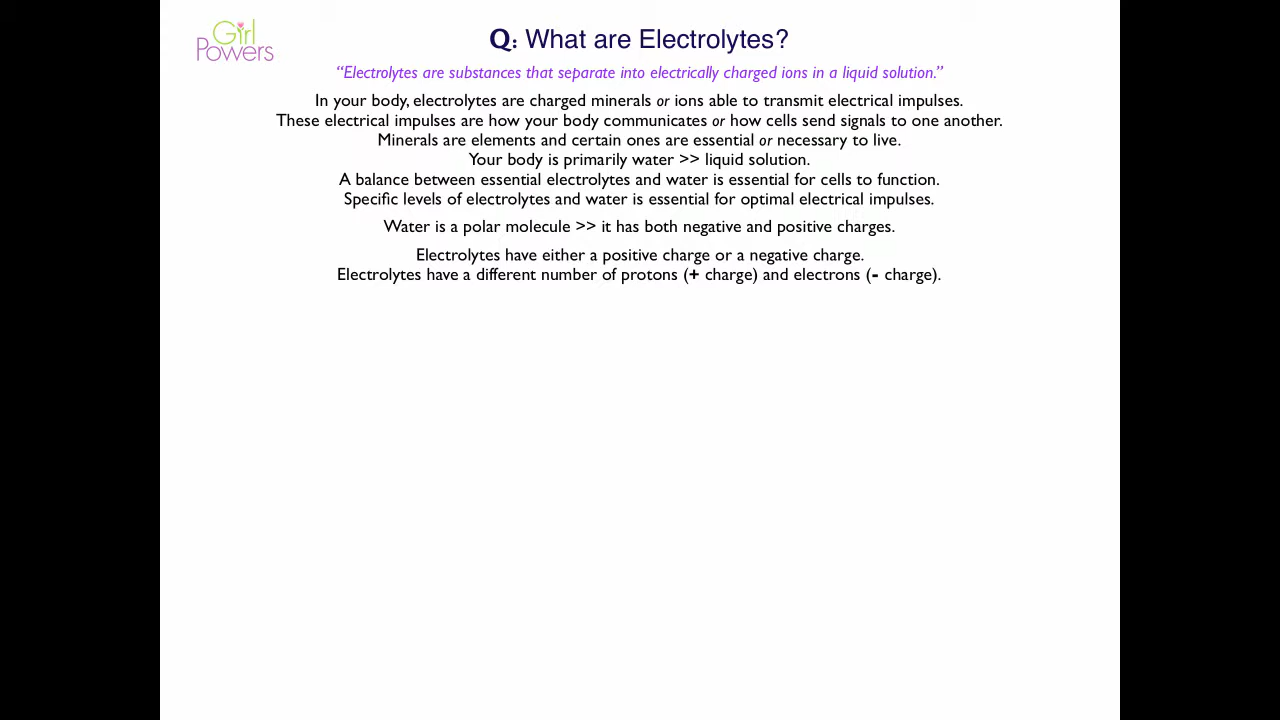 Girl
Powers
Q: What are Electrolytes?
“Electrolytes are substances that separate into electrically charged ions in a liquid solution.”
In your body, electrolytes are charged minerals or ions able to transmit electrical impulses.
These electrical impulses are how your body communicates or how cells send signals to one another.
Minerals are elements and certain ones are essential or necessary to live.
Your body is primarily water >> liquid solution.
A balance between essential electrolytes and water is essential for cells to function.
Specific levels of electrolytes and water is essential for optimal electrical impulses.
Water is a polar molecule >> it has both negative and positive charges.
Electrolytes have either a positive charge or a negative charge.
Electrolytes have a different number of protons (+ charge) and electrons (- charge).